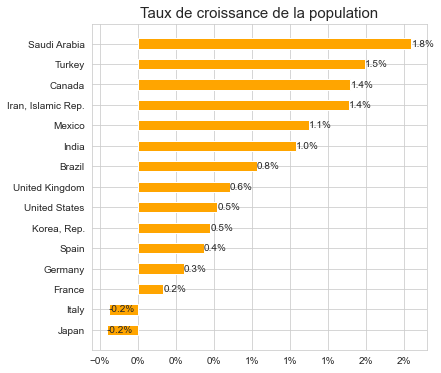 Taux de croissance de la population
Saudi Arabia 1.8%
Turkey 1.5%
Canada 1.4%
Iran, Islamic Rep. 1.4%
Mexico 1.1%
India 1.0%
Brazil 0.8%
United Kingdom 0.6%
United States 0.5%
Korea, Rep. 0.5%
Spain 0.4%
Germany 0.3%
France 0.2%
Italy -0.2%
Japan -0.2%
−0% 0% 0% 0% 1% 1% 1% 2% 2%